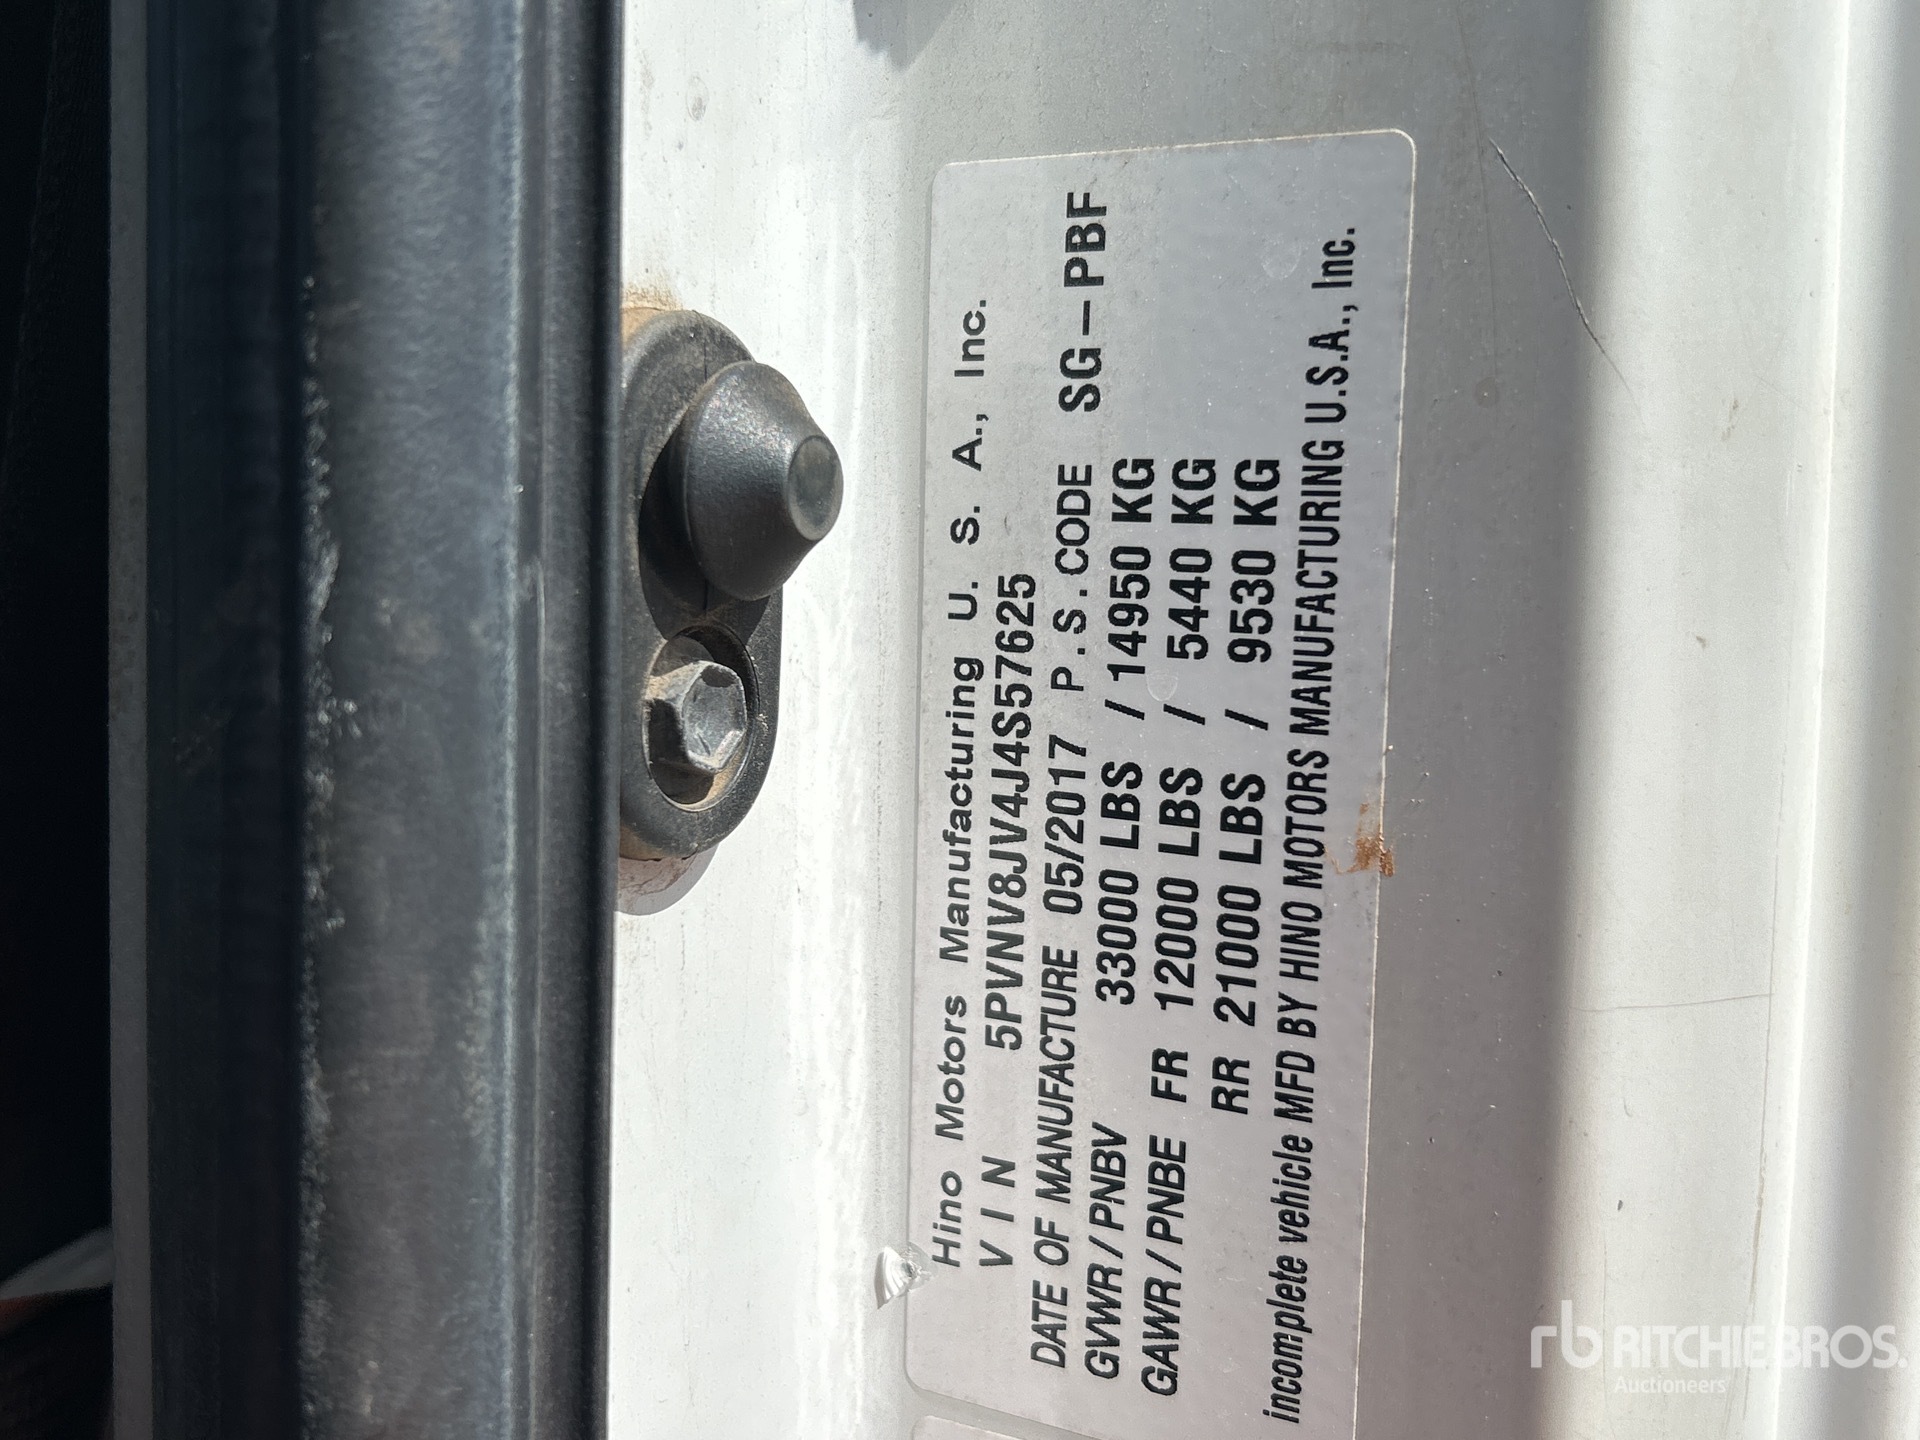 Hino Motors Manufacturing U. S. A., Inc.
VIN 5PVNV8JV4J4S57625
DATE OF MANUFACTURE 05/2017 P.S.CODE SG-PBF
GVWR/PNBV 33000 LBS /14950 KG
GAWR/PNBE FR 12000 LBS / 5440 KG
RR 21000 LBS / 9530 KG
incomplete vehicle MFD BY HINO MOTORS MANUFACTURING U.S.A., Inc.
rb RITCHIE BROS.
Auctioneers